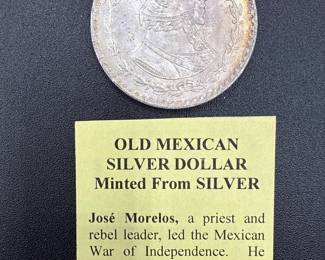 OLD MEXICAN
SILVER DOLLAR
Minted From SILVER
José Morelos, a priest and
rebel leader, led the Mexican
War of Independence. He